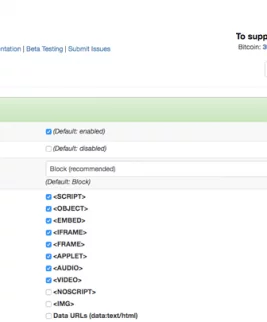 To supp
entation | Beta Testing | Submit Issues
Bitcoin: 3
(Default: enabled)
(Default: disabled)
Block (recommended)
(Default: Block)
<SCRIPT>
<OBJECT>
<EMBED>
<IFRAME>
<FRAME>
<APPLET>
<AUDIO>
<VIDEO>
<NOSCRIPT>
<IMG>
Data URLs (data:text/html)